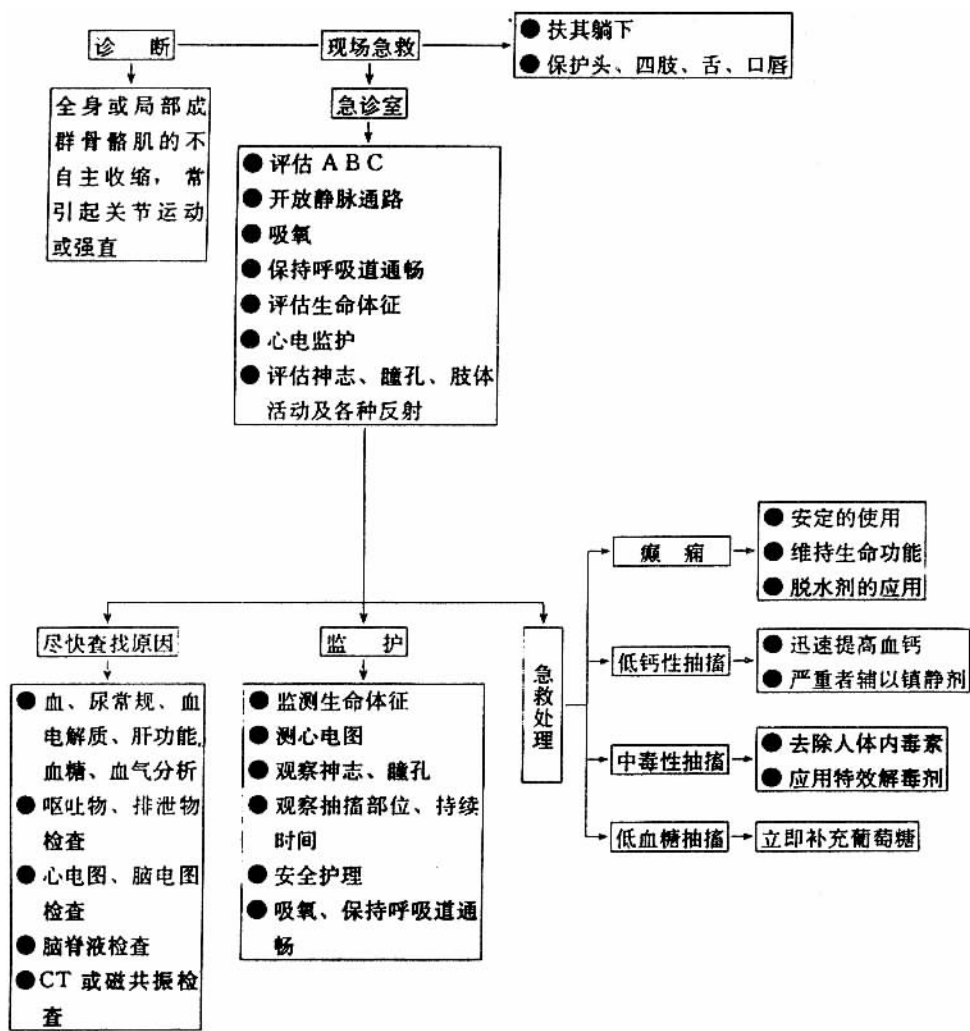 诊 断
现场急救
● 扶其躺下
● 保护头、四肢、舌、口唇
全身或局部成
群骨骼肌的不
自主收缩，常
引起关节运动
或强直
急诊室
● 评估 A B C
● 开放静脉通路
● 吸氧
● 保持呼吸道通畅
● 评估生命体征
● 心电监护
● 评估神志、瞳孔、肢体
活动及各种反射
尽快查找原因
● 血、尿常规、血
电解质、肝功能、
血糖、血气分析
● 呕吐物、排泄物
检查
● 心电图、脑电图
检查
● 脑脊液检查
● CT 或磁共振检
查
监 护
● 监测生命体征
● 测心电图
● 观察神志、瞳孔
● 观察抽搐部位、持续
时间
● 安全护理
● 吸氧、保持呼吸道通
畅
急救处理
癫 痫
● 安定的使用
● 维持生命功能
● 脱水剂的应用
低钙性抽搐
● 迅速提高血钙
● 严重者辅以镇静剂
中毒性抽搐
● 去除人体内毒素
● 应用特效解毒剂
低血糖抽搐
立即补充葡萄糖